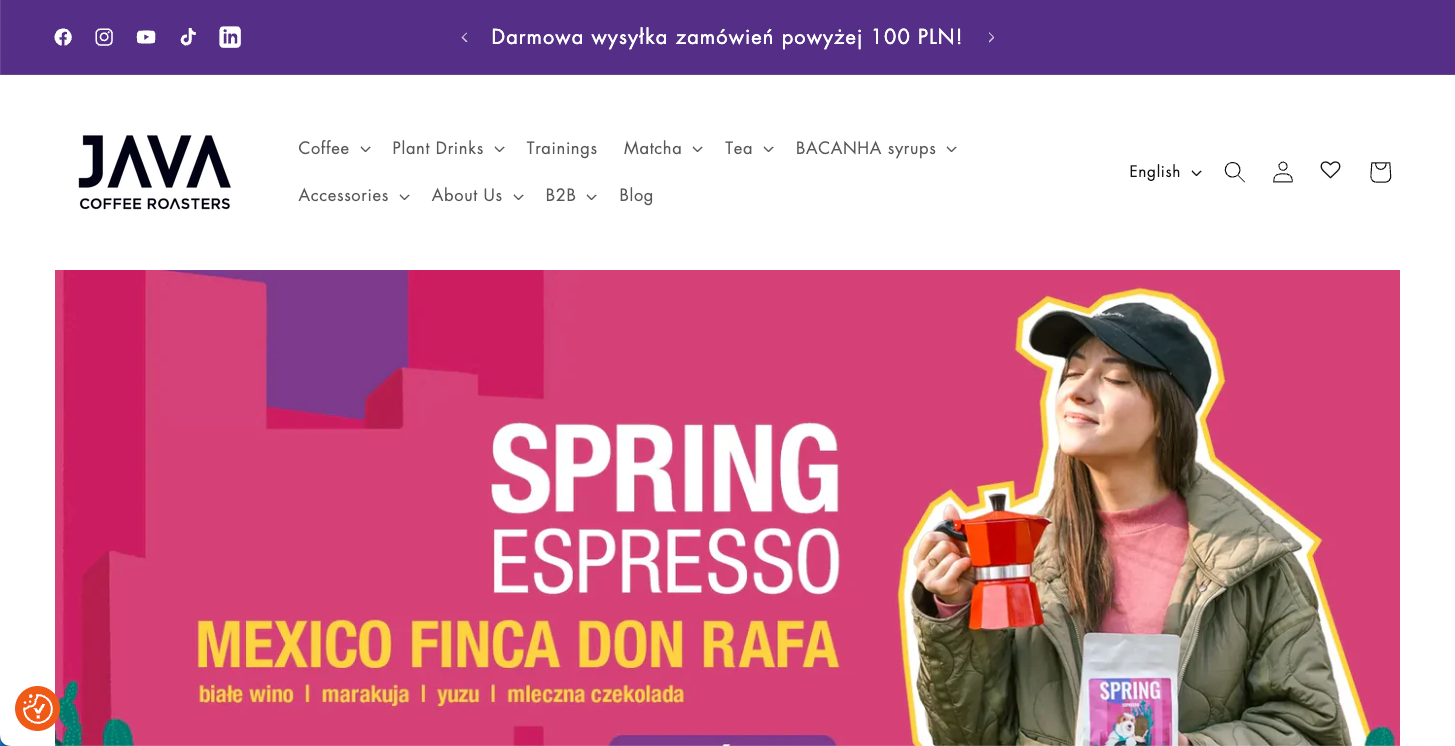 Darmowa wysyłka zamówień powyżej 100 PLN!
JAVA
COFFEE ROASTERS
Coffee
Plant Drinks
Trainings
Matcha
Tea
BACANHA syrups
Accessories
About Us
B2B
Blog
English
SPRING
ESPRESSO
MEXICO FINCA DON RAFA
białe wino | marakuja | yuzu | mleczna czekolada
SPRING
ESPRESSO